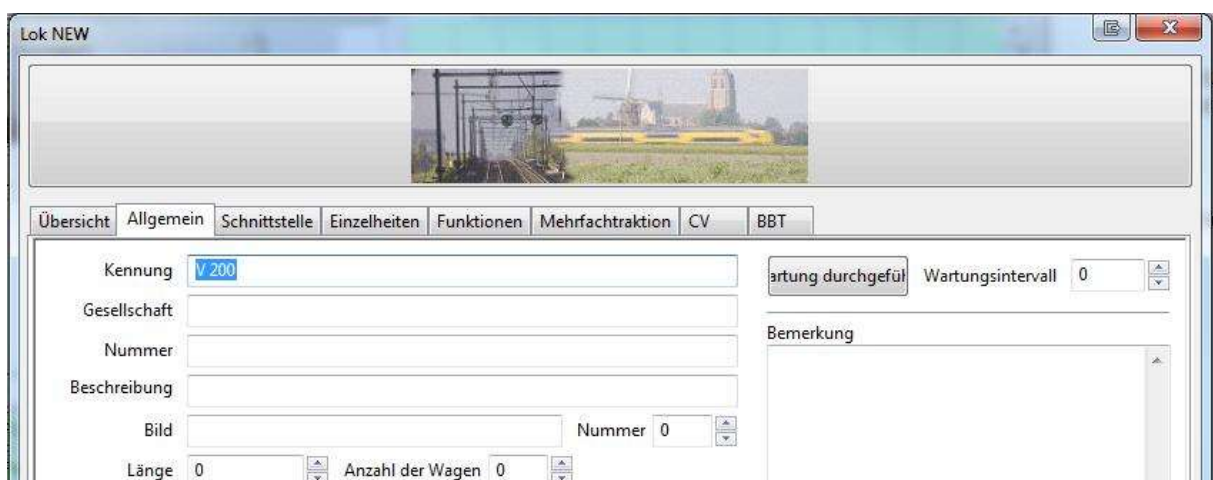 Lok NEW
Übersicht Allgemein Schnittstelle Einzelheiten Funktionen Mehrfachtraktion CV BBT
Kennung V 200
artung durchgefüh Wartungsintervall 0
Gesellschaft
Nummer
Bemerkung
Beschreibung
Bild Nummer 0
Länge 0 Anzahl der Wagen 0